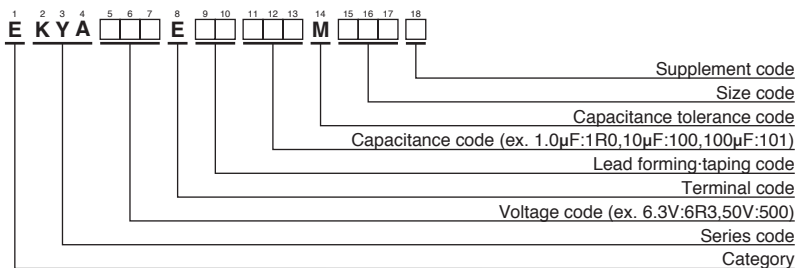 1 2 3 4 5 6 7 8 9 10 11 12 13 14 15 16 17 18
E K Y A □□□ E □□ □□□ M □□□ □
Supplement code
Size code
Capacitance tolerance code
Capacitance code (ex. 1.0μF:1R0,10μF:100,100μF:101)
Lead forming·taping code
Terminal code
Voltage code (ex. 6.3V:6R3,50V:500)
Series code
Category